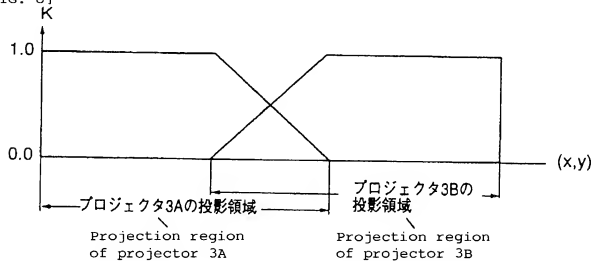 FIG. 6]
K
1.0
0.0
(x,y)
プロジェクタ3Aの投影領域
プロジェクタ3Bの
投影領域
Projection region
of projector 3A
Projection region
of projector 3B